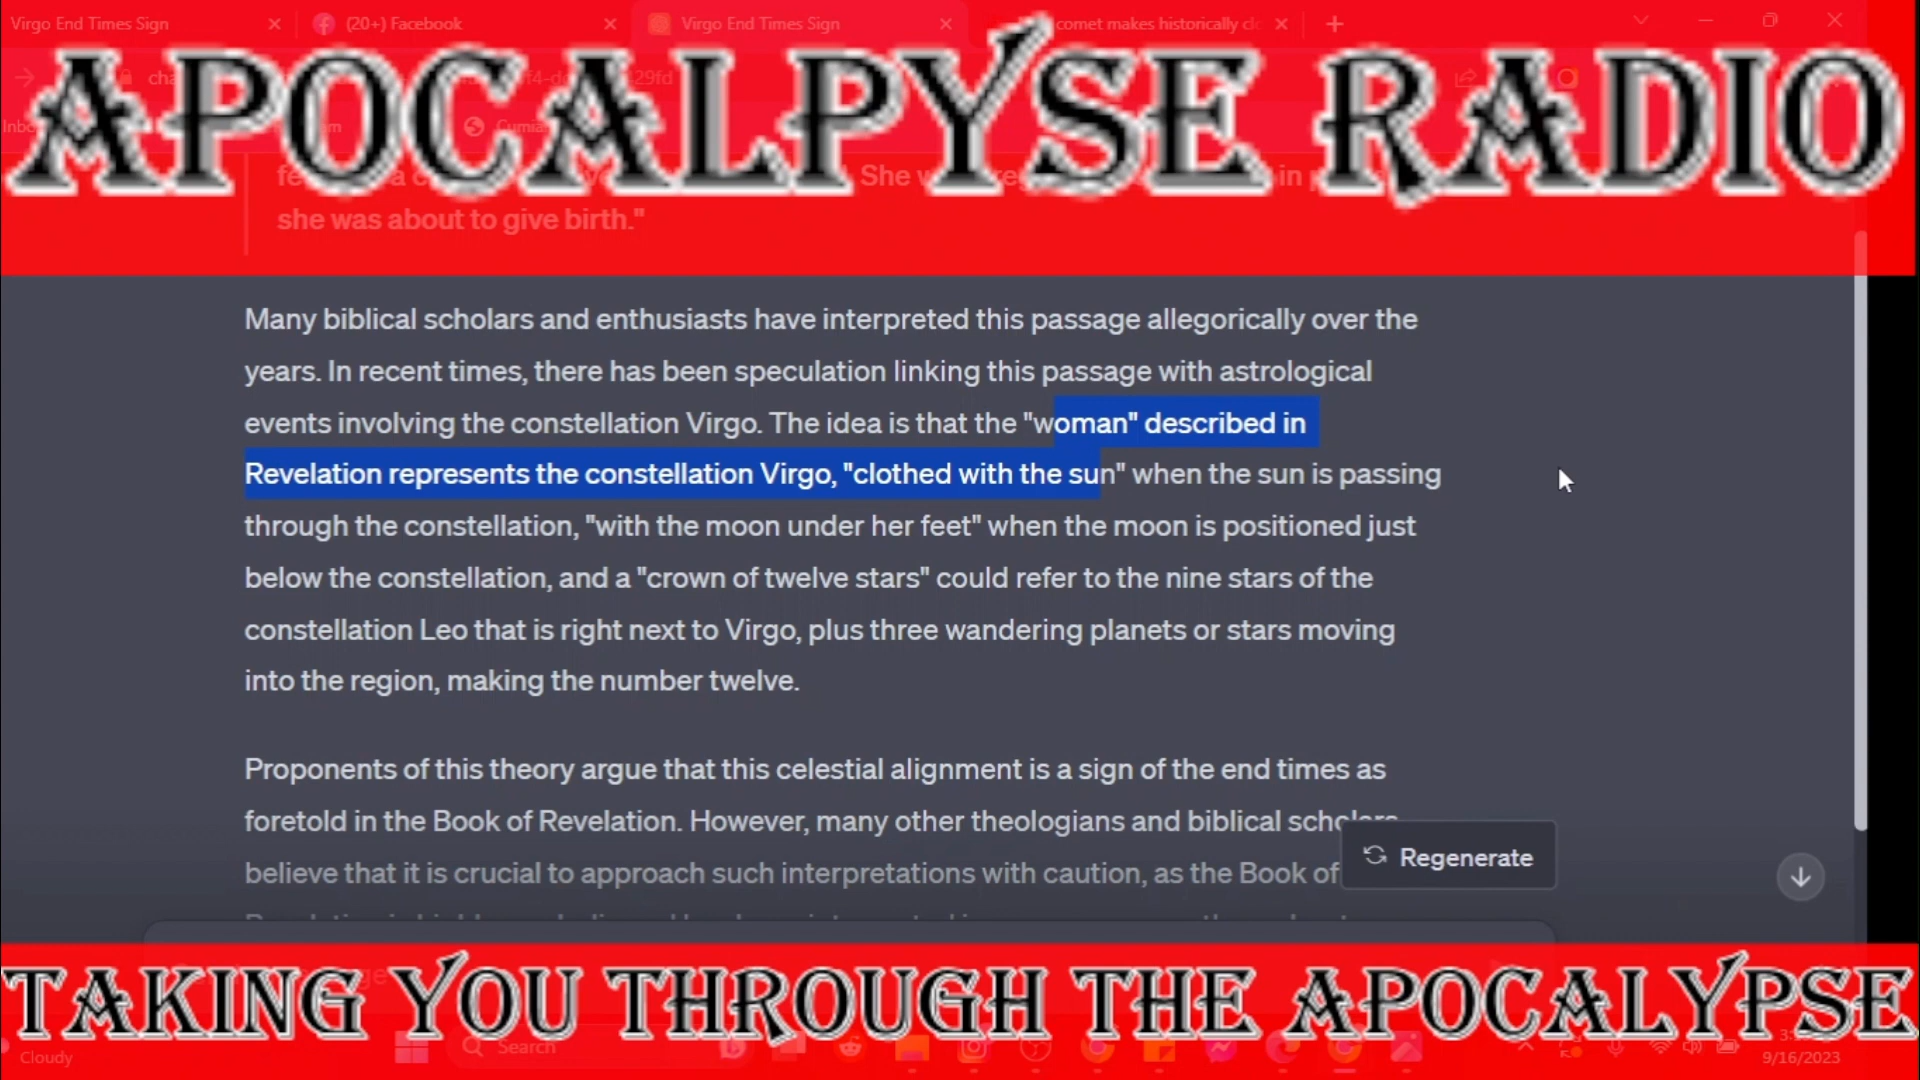 Virgo End Times Sign
(20+) Facebook
Virgo End Times Sign
comet makes historically clo
APOCALPYSE RADIO
she was about to give birth."
Many biblical scholars and enthusiasts have interpreted this passage allegorically over the
years. In recent times, there has been speculation linking this passage with astrological
events involving the constellation Virgo. The idea is that the "woman" described in
Revelation represents the constellation Virgo, "clothed with the sun" when the sun is passing
through the constellation, "with the moon under her feet" when the moon is positioned just
below the constellation, and a "crown of twelve stars" could refer to the nine stars of the
constellation Leo that is right next to Virgo, plus three wandering planets or stars moving
into the region, making the number twelve.
Proponents of this theory argue that this celestial alignment is a sign of the end times as
foretold in the Book of Revelation. However, many other theologians and biblical scholars
believe that it is crucial to approach such interpretations with caution, as the Book of
Regenerate
TAKING YOU THROUGH THE APOCALYPSE
Search
Cloudy
9/16/2023